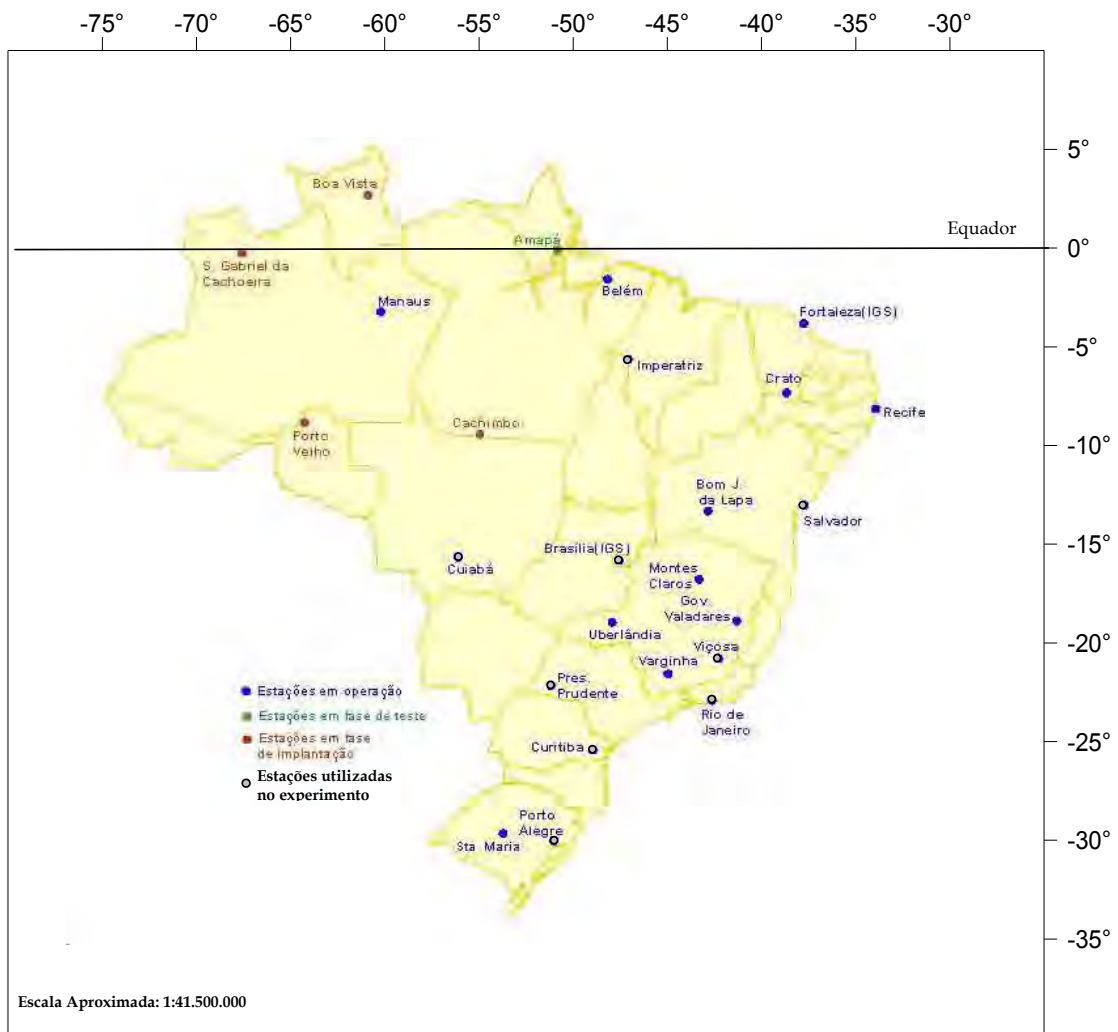 -75 -70 -65 -60 -55 -50 -45 -40 -35 -30
5°
Boa Vista
Equador
0°
Amapá
S. Gabriel da
Cachoeira
Belém
Manaus
Fortaleza(IGS)
-5°
Imperatriz
Crato
Recife
Cachimbo
Porto
Velho
-10°
Bom J.
da Lapa
Salvador
-15°
Brasília(IGS)
Cuiabá
Montes
Claros
Gov.
Valadares
Uberlândia
-20°
Viçosa
Varginha
Pres.
Prudente
Rio de
Janeiro
Estações em operação
Estações em fase de teste
Estações em fase
de implantação
Estações utilizadas
no experimento
Curitiba
-25°
Porto
Alegre
Sta Maria
-30°
-35°
Escala Aproximada: 1:41.500.000